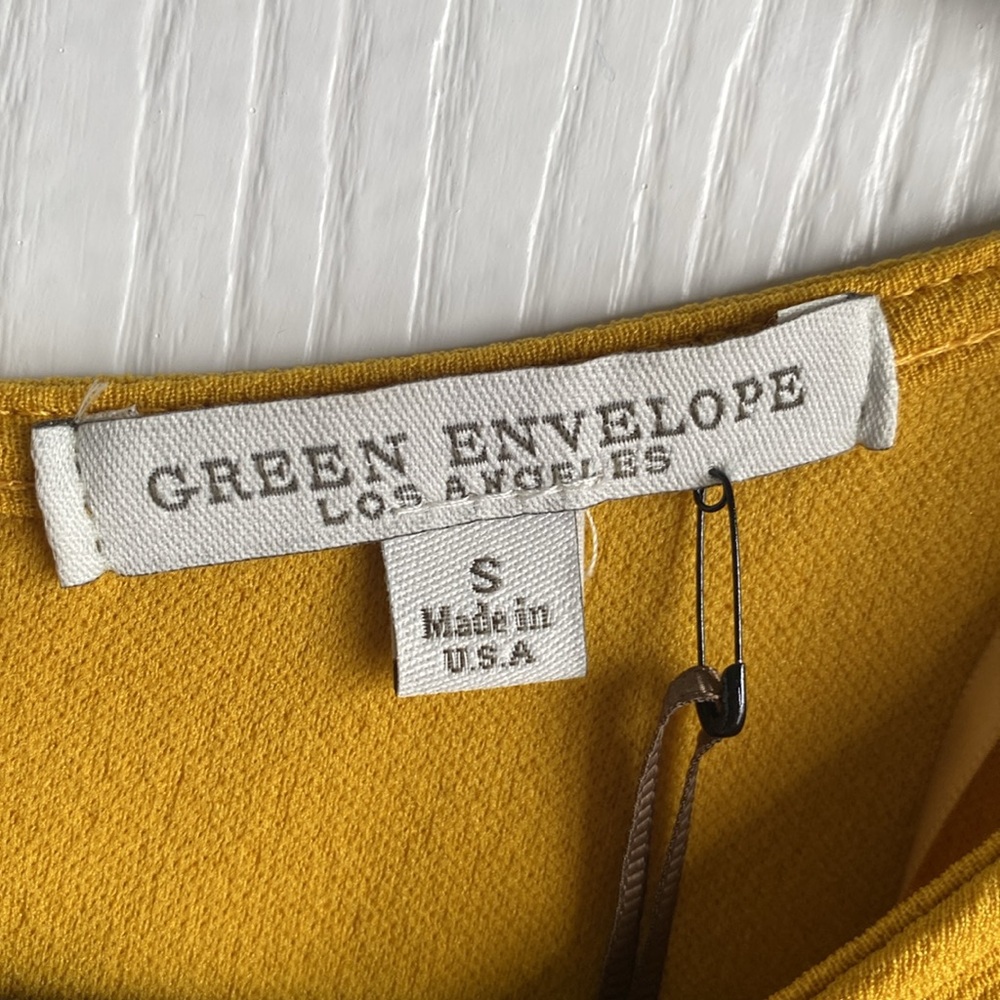 GREEN ENVELOPE
LOS ANGELES
S
Made in
U.S.A